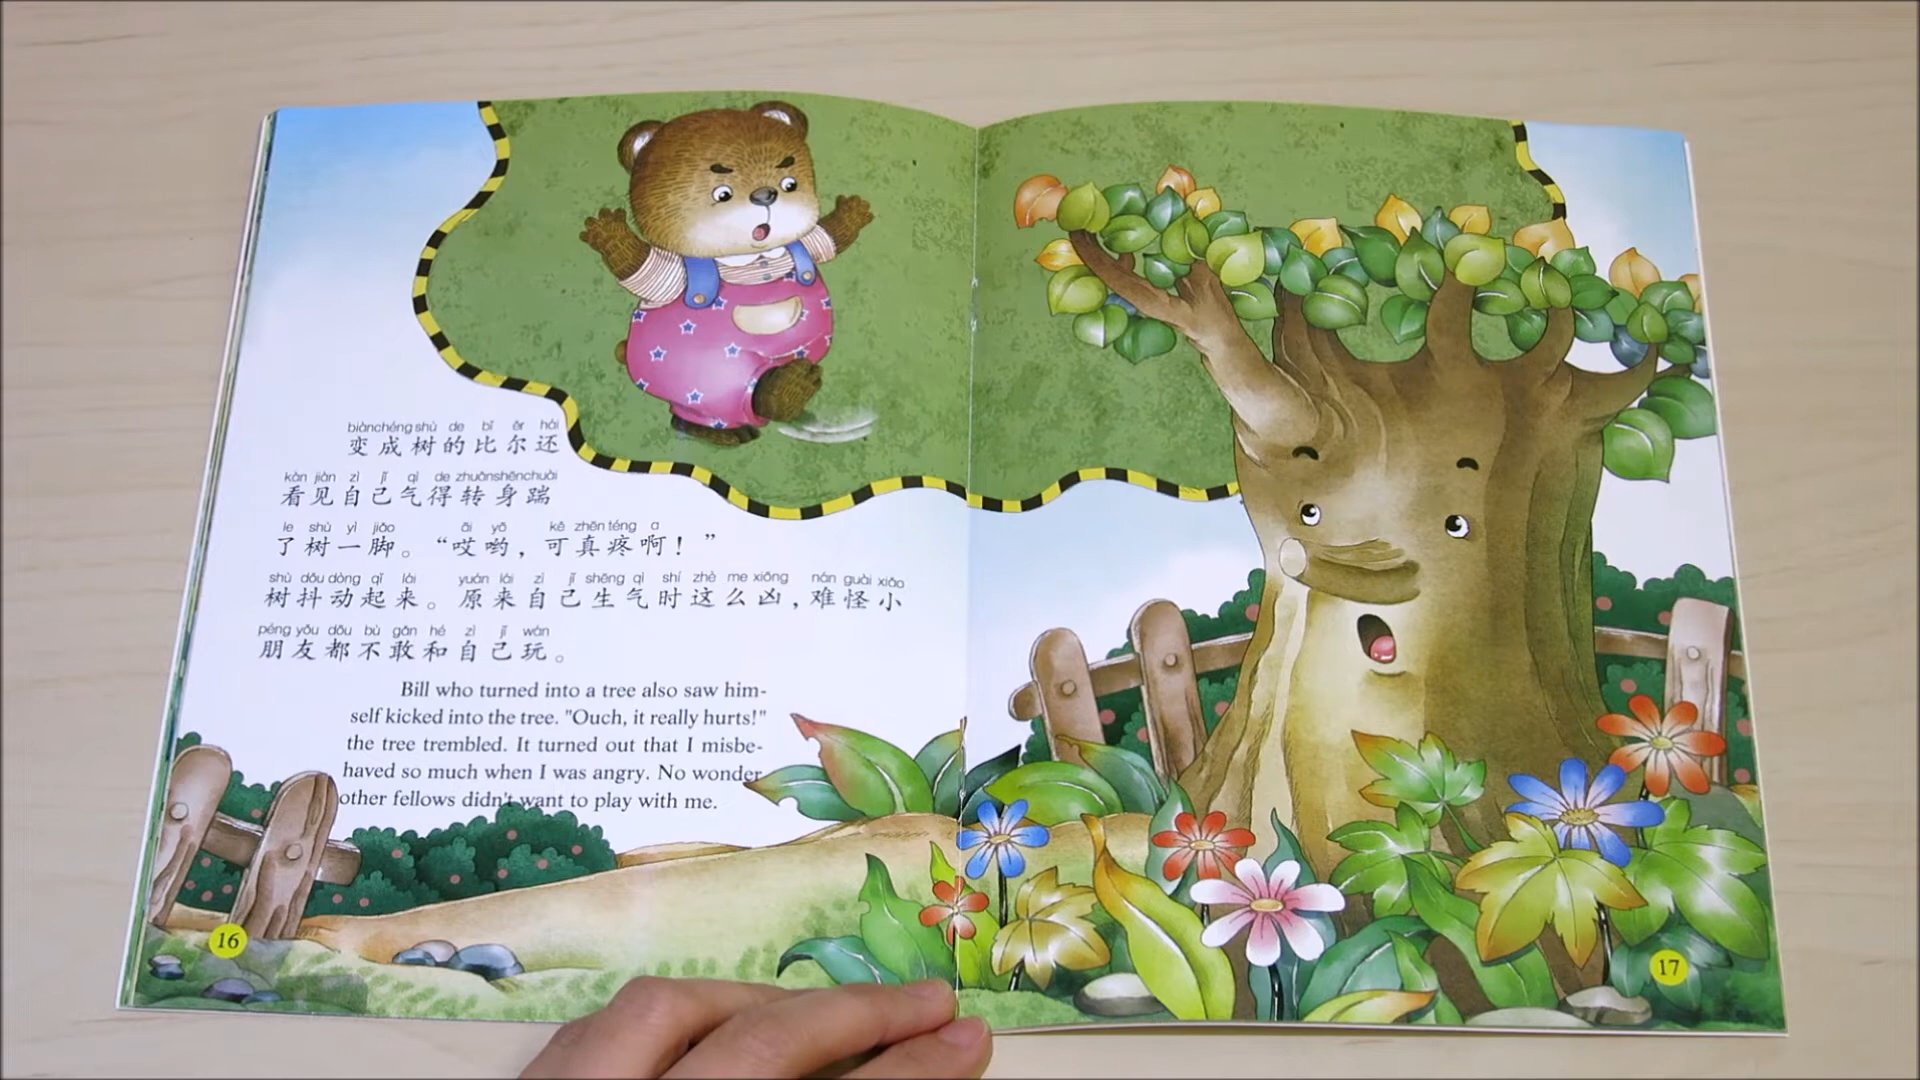 biànchéng shù de bǐ ěr hái
变成树的比尔还
kàn jiàn zì jǐ qì de zhuǎnshēnchuài
看见自己气得转身踹
le shù yì jiǎo āi yō kě zhēn téng a
了树一脚。“哎哟，可真疼啊！”
shù dǒu dòng qǐ lái yuán lái zì jǐ shēng qì shí zhè me xiōng nán guài xiǎo
树抖动起来。原来自己生气时这么凶，难怪小
péng yǒu dōu bù gǎn hé zì jǐ wán
朋友都不敢和自己玩。
Bill who turned into a tree also saw him-
self kicked into the tree. "Ouch, it really hurts!"
the tree trembled. It turned out that I misbe-
haved so much when I was angry. No wonder
other fellows didn't want to play with me.
16
17